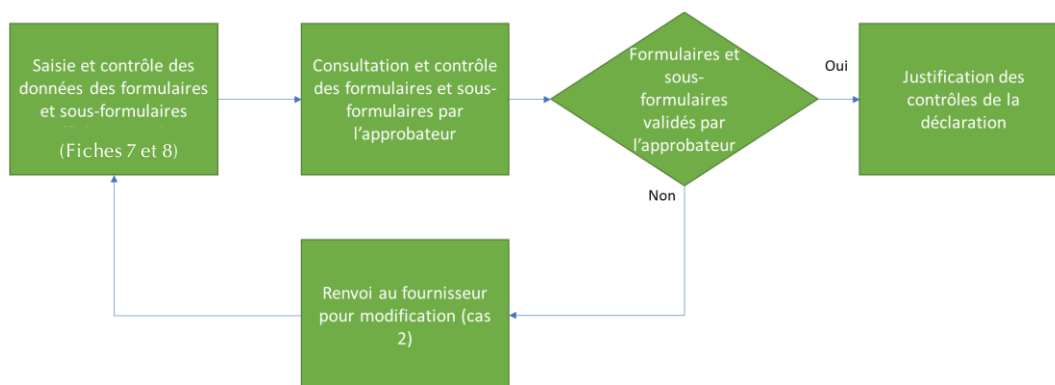 Saisie et contrôle des
données des formulaires
et sous-formulaires
(Fiches 7 et 8)
Consultation et contrôle
des formulaires et sous-
formulaires par
l'approbateur
Formulaires et
sous-
formulaires
validés par
l'approbateur
Oui
Justification des
contrôles de la
déclaration
Non
Renvoi au fournisseur
pour modification (cas
2)